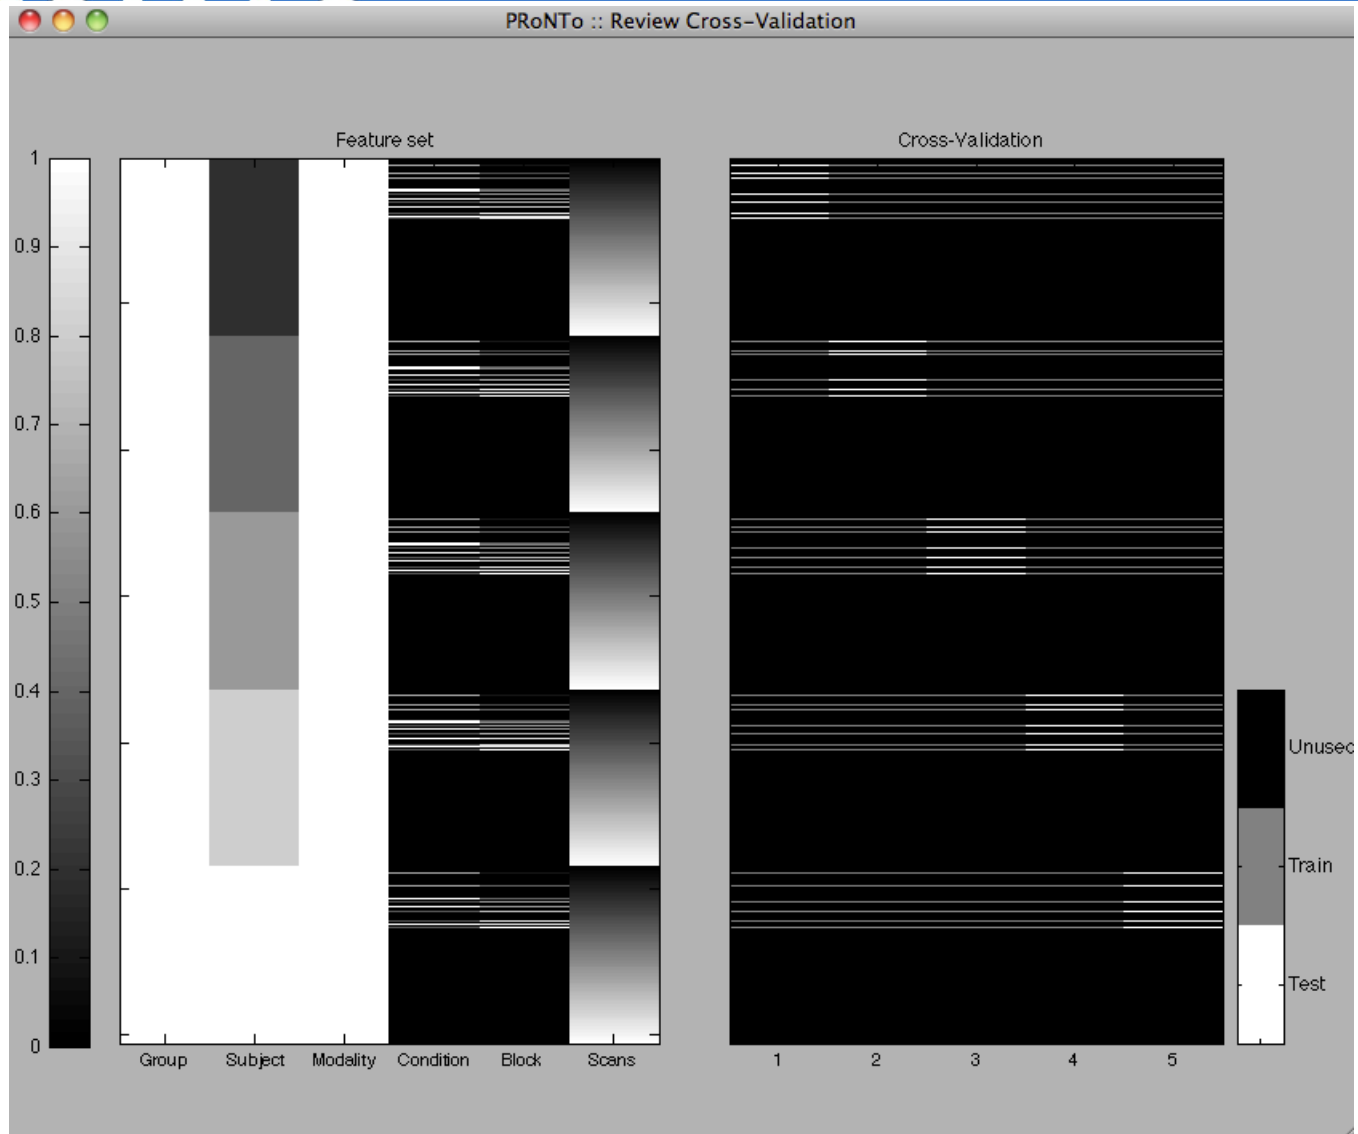 PRoNTo :: Review Cross-Validation
Feature set
Cross-Validation
1
0.9
0.8
0.7
0.6
0.5
0.4
0.3
0.2
0.1
0
Unused
Train
Test
Group Subject Modality Condition Block Scans
1 2 3 4 5